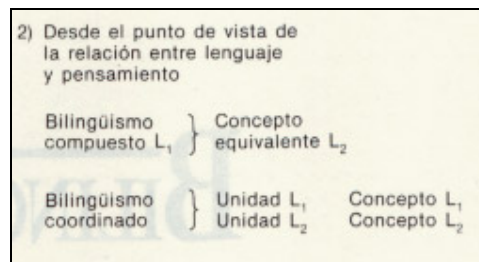 2) Desde el punto de vista de
la relación entre lenguaje
y pensamiento
Bilingüismo } Concepto
compuesto L₁ equivalente L₂
Bilingüismo } Unidad L₁ Concepto L₁
coordinado Unidad L₂ Concepto L₂